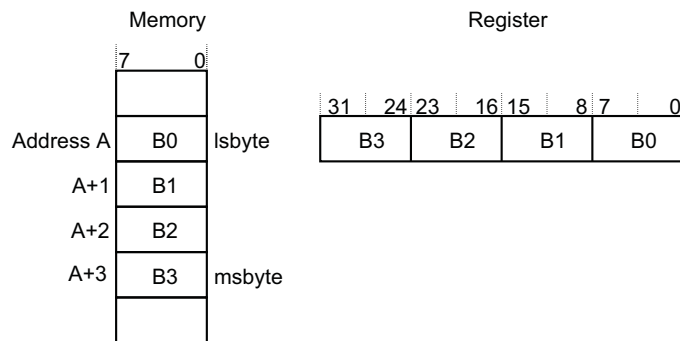 Memory Register
7 0
31 24 23 16 15 8 7 0
Address A B0 lsbyte B3 B2 B1 B0
A+1 B1
A+2 B2
A+3 B3 msbyte